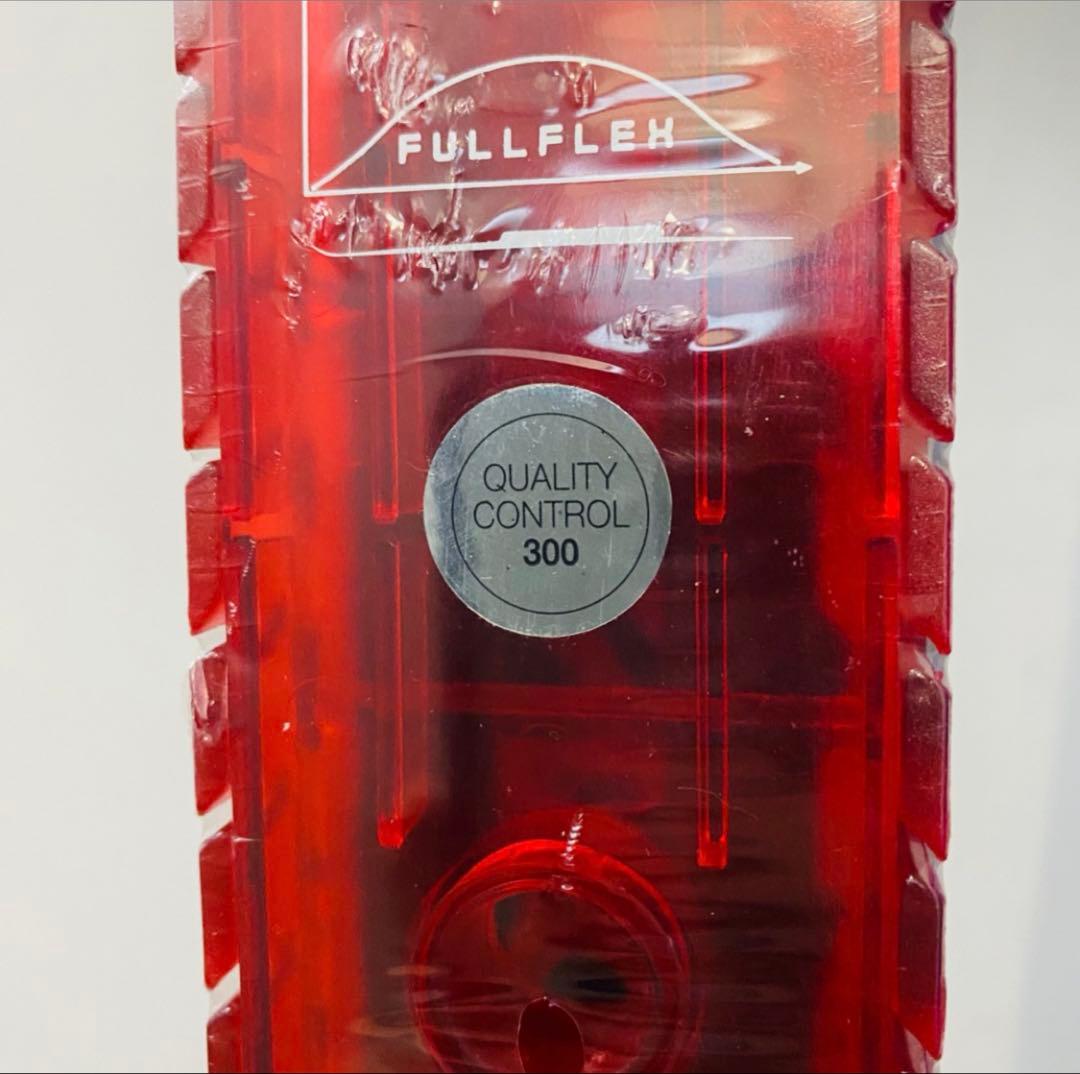 FULLFLEX
QUALITY
CONTROL
300